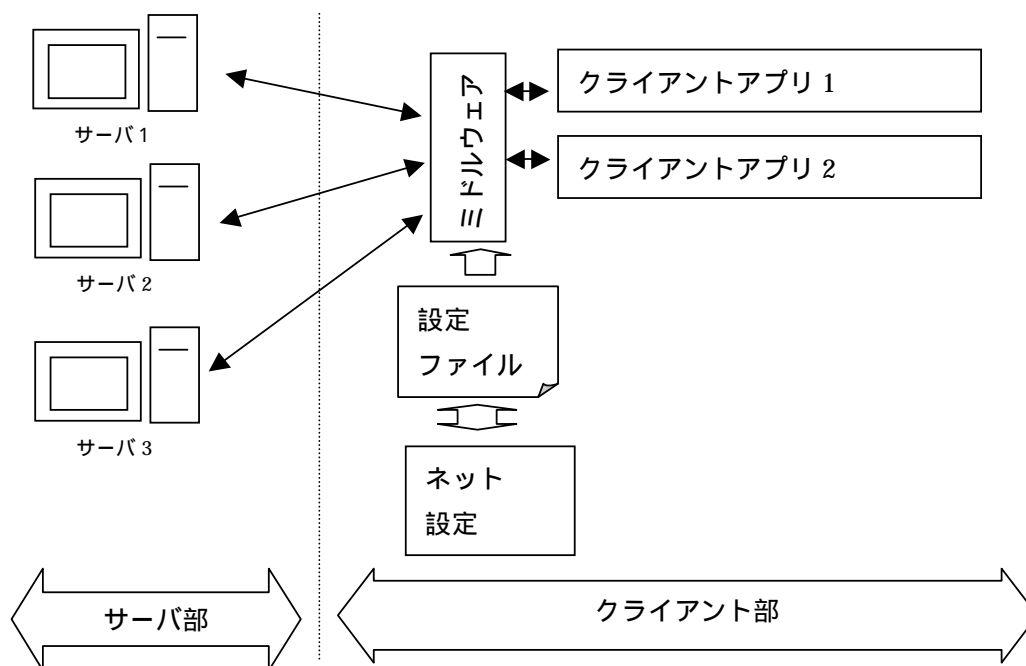 サーバ 1
サーバ 2
サーバ 3
ミドルウェア
クライアントアプリ 1
クライアントアプリ 2
設定
ファイル
ネット
設定
サーバ部
クライアント部